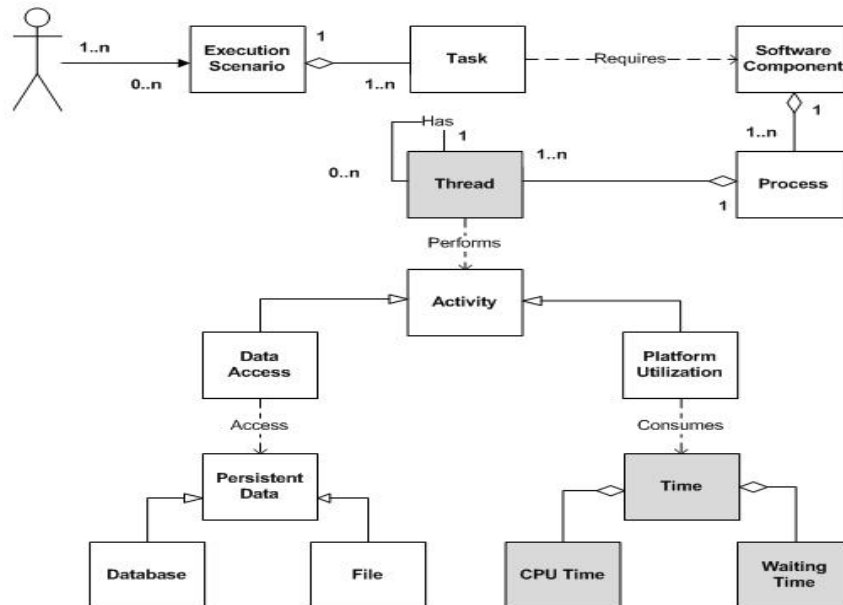 1..n
0..n
Execution
Scenario
1
1..n
Task
Requires
Software
Component
1
1..n
Has
1
0..n
Thread
1..n
1
Process
Performs
Activity
Data
Access
Platform
Utilization
Access
Consumes
Persistent
Data
Time
Database
File
CPU Time
Waiting
Time